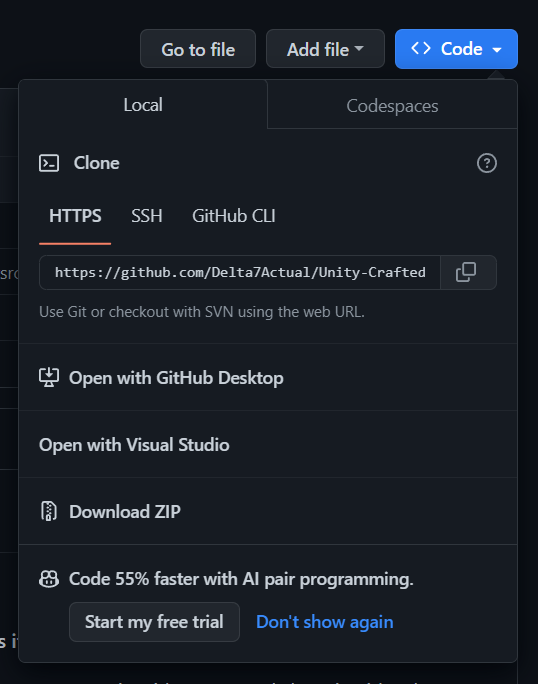 Go to file
Add file
Code
Local
Codespaces
Clone
HTTPS
SSH
GitHub CLI
src
https://github.com/Delta7Actual/Unity-Crafted
Use Git or checkout with SVN using the web URL.
Open with GitHub Desktop
Open with Visual Studio
Download ZIP
Code 55% faster with AI pair programming.
Start my free trial
Don't show again